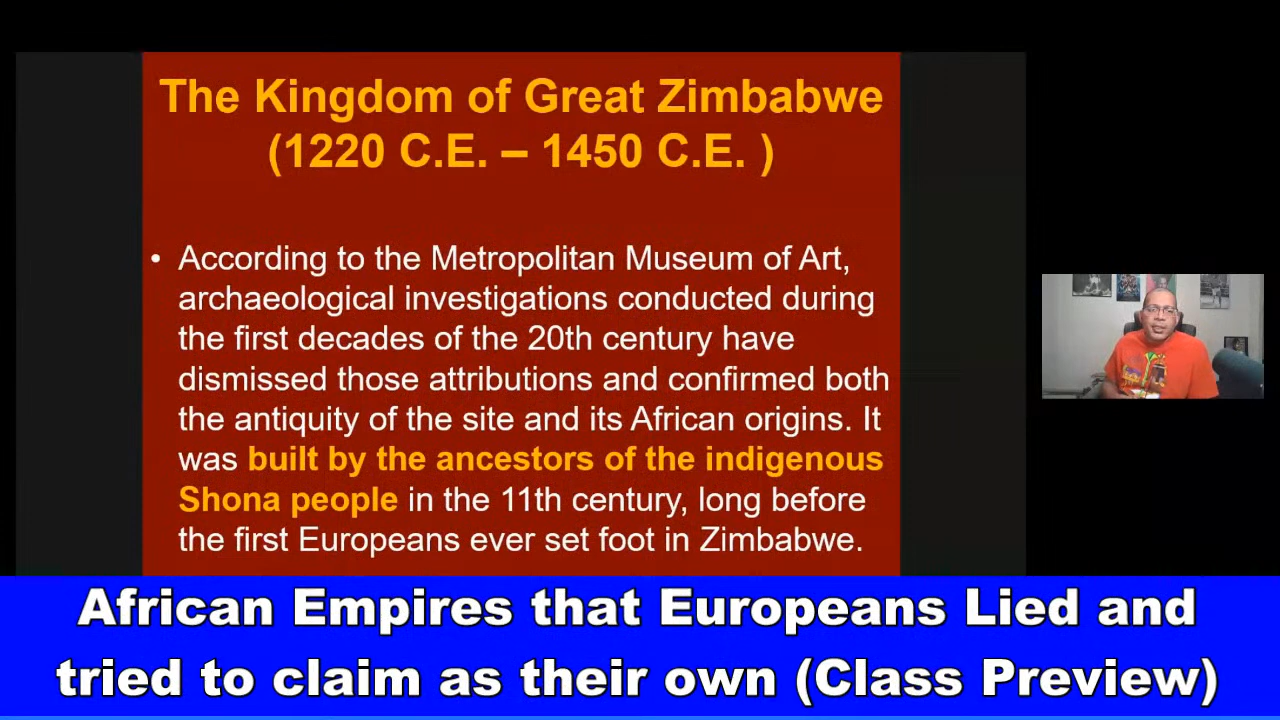 The Kingdom of Great Zimbabwe
(1220 C.E. – 1450 C.E. )
• According to the Metropolitan Museum of Art,
archaeological investigations conducted during
the first decades of the 20th century have
dismissed those attributions and confirmed both
the antiquity of the site and its African origins. It
was built by the ancestors of the indigenous
Shona people in the 11th century, long before
the first Europeans ever set foot in Zimbabwe.
African Empires that Europeans Lied and
tried to claim as their own (Class Preview)